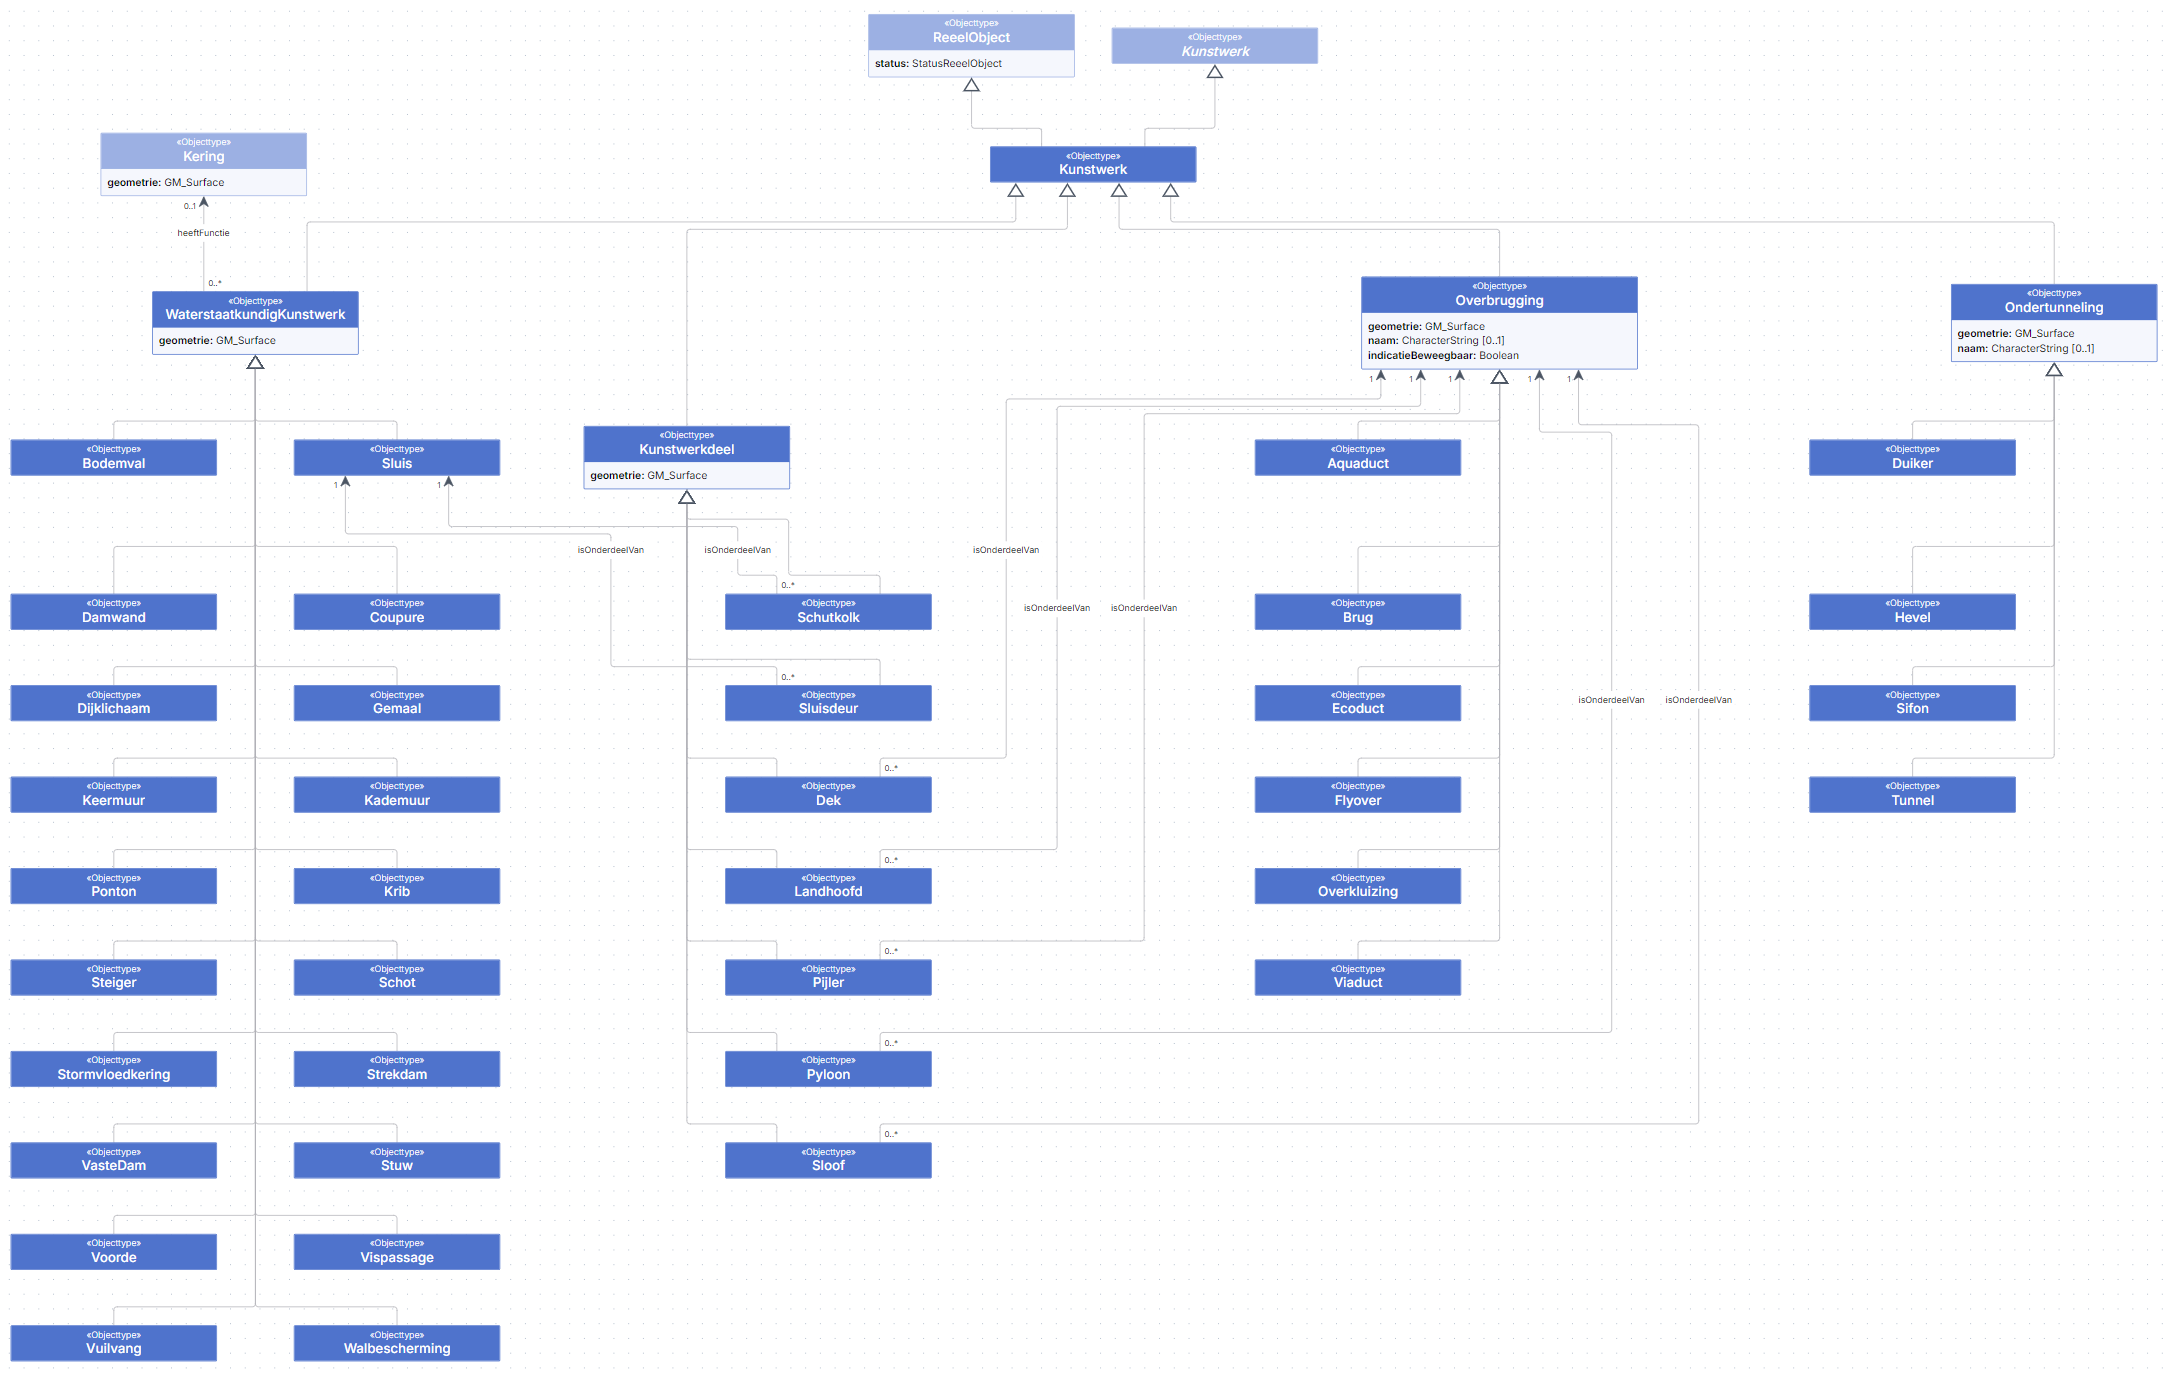 «Objecttype»
ReeelObject
status: StatusReeelObject
«Objecttype»
Kunstwerk
«Objecttype»
Kering
geometrie: GM_Surface
«Objecttype»
Kunstwerk
0..1
heeftFunctie
0..*
«Objecttype»
WaterstaatkundigKunstwerk
geometrie: GM_Surface
«Objecttype»
Overbrugging
geometrie: GM_Surface
naam: CharacterString [0..1]
indicatieBeweegbaar: Boolean
«Objecttype»
Ondertunneling
geometrie: GM_Surface
naam: CharacterString [0..1]
1
1
1
1
1
«Objecttype»
Bodemval
«Objecttype»
Sluis
«Objecttype»
Kunstwerkdeel
geometrie: GM_Surface
«Objecttype»
Aquaduct
«Objecttype»
Duiker
1
1
isOnderdeelVan
isOnderdeelVan
isOnderdeelVan
0..*
«Objecttype»
Damwand
«Objecttype»
Coupure
«Objecttype»
Schutkolk
isOnderdeelVan
isOnderdeelVan
«Objecttype»
Brug
«Objecttype»
Hevel
0..*
«Objecttype»
Dijklichaam
«Objecttype»
Gemaal
«Objecttype»
Sluisdeur
«Objecttype»
Ecoduct
isOnderdeelVan
isOnderdeelVan
«Objecttype»
Sifon
0..*
«Objecttype»
Keermuur
«Objecttype»
Kademuur
«Objecttype»
Dek
«Objecttype»
Flyover
«Objecttype»
Tunnel
0..*
«Objecttype»
Ponton
«Objecttype»
Krib
«Objecttype»
Landhoofd
«Objecttype»
Overkluizing
0..*
«Objecttype»
Steiger
«Objecttype»
Schot
«Objecttype»
Pijler
«Objecttype»
Viaduct
0..*
«Objecttype»
Stormvloedkering
«Objecttype»
Strekdam
«Objecttype»
Pyloon
0..*
«Objecttype»
VasteDam
«Objecttype»
Stuw
«Objecttype»
Sloof
«Objecttype»
Voorde
«Objecttype»
Vispassage
«Objecttype»
Vuilvang
«Objecttype»
Walbescherming